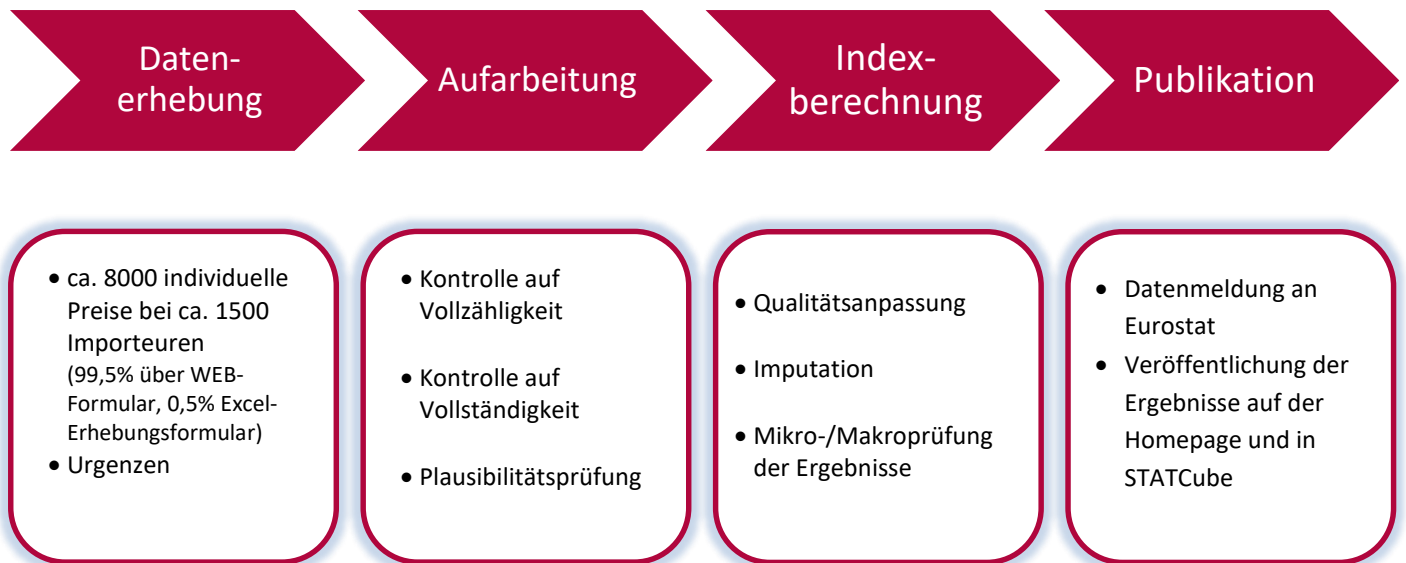 Daten-
erhebung
Aufarbeitung
Index-
berechnung
Publikation
• ca. 8000 individuelle
Preise bei ca. 1500
Importeuren
(99,5% über WEB-
Formular, 0,5% Excel-
Erhebungsformular)
• Urgenzen
• Kontrolle auf
Vollzähligkeit
• Kontrolle auf
Vollständigkeit
• Plausibilitätsprüfung
• Qualitätsanpassung
• Imputation
• Mikro-/Makroprüfung
der Ergebnisse
• Datenmeldung an
Eurostat
• Veröffentlichung der
Ergebnisse auf der
Homepage und in
STATCube